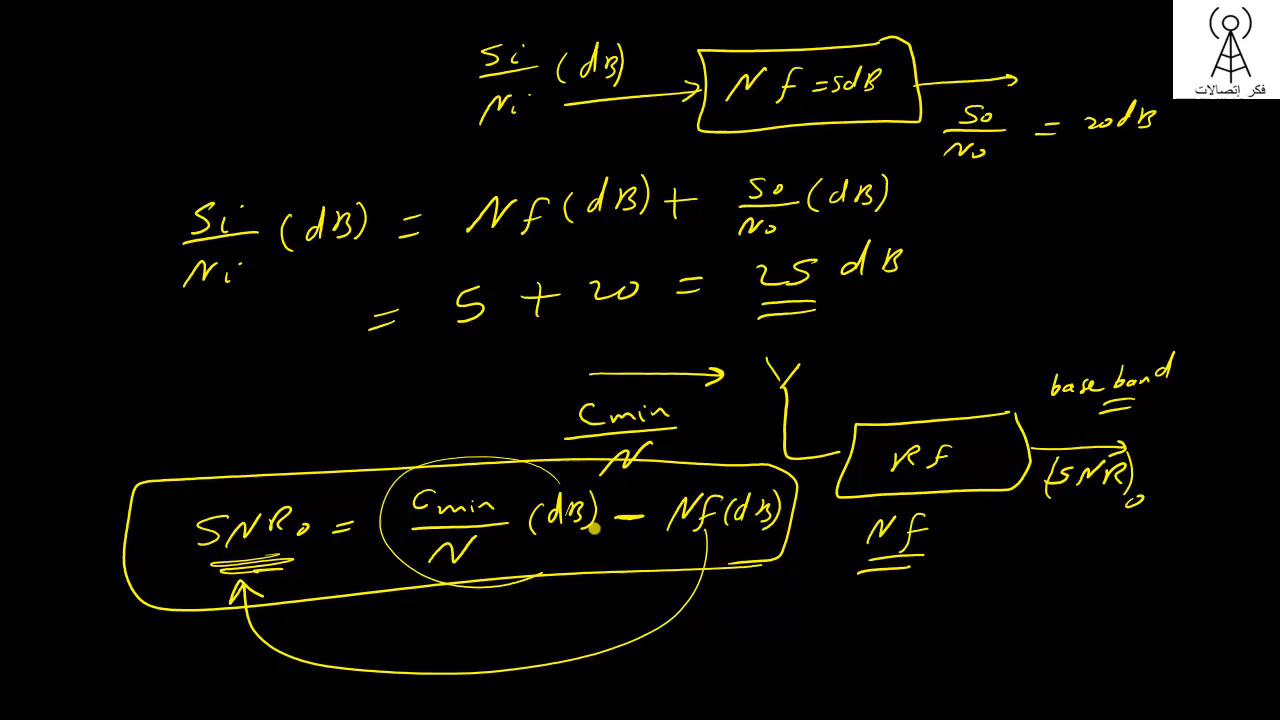 Si/Ni (dB) → Nf = 5dB → So/No = 20dB
Si/Ni (dB) = Nf (dB) + So/No (dB)
= 5 + 20 = 25 dB
Cmin/N
Rf
Nf
base band
(SNR)o
SNRo = Cmin/N (dB) - Nf (dB)
فكر إتصالات